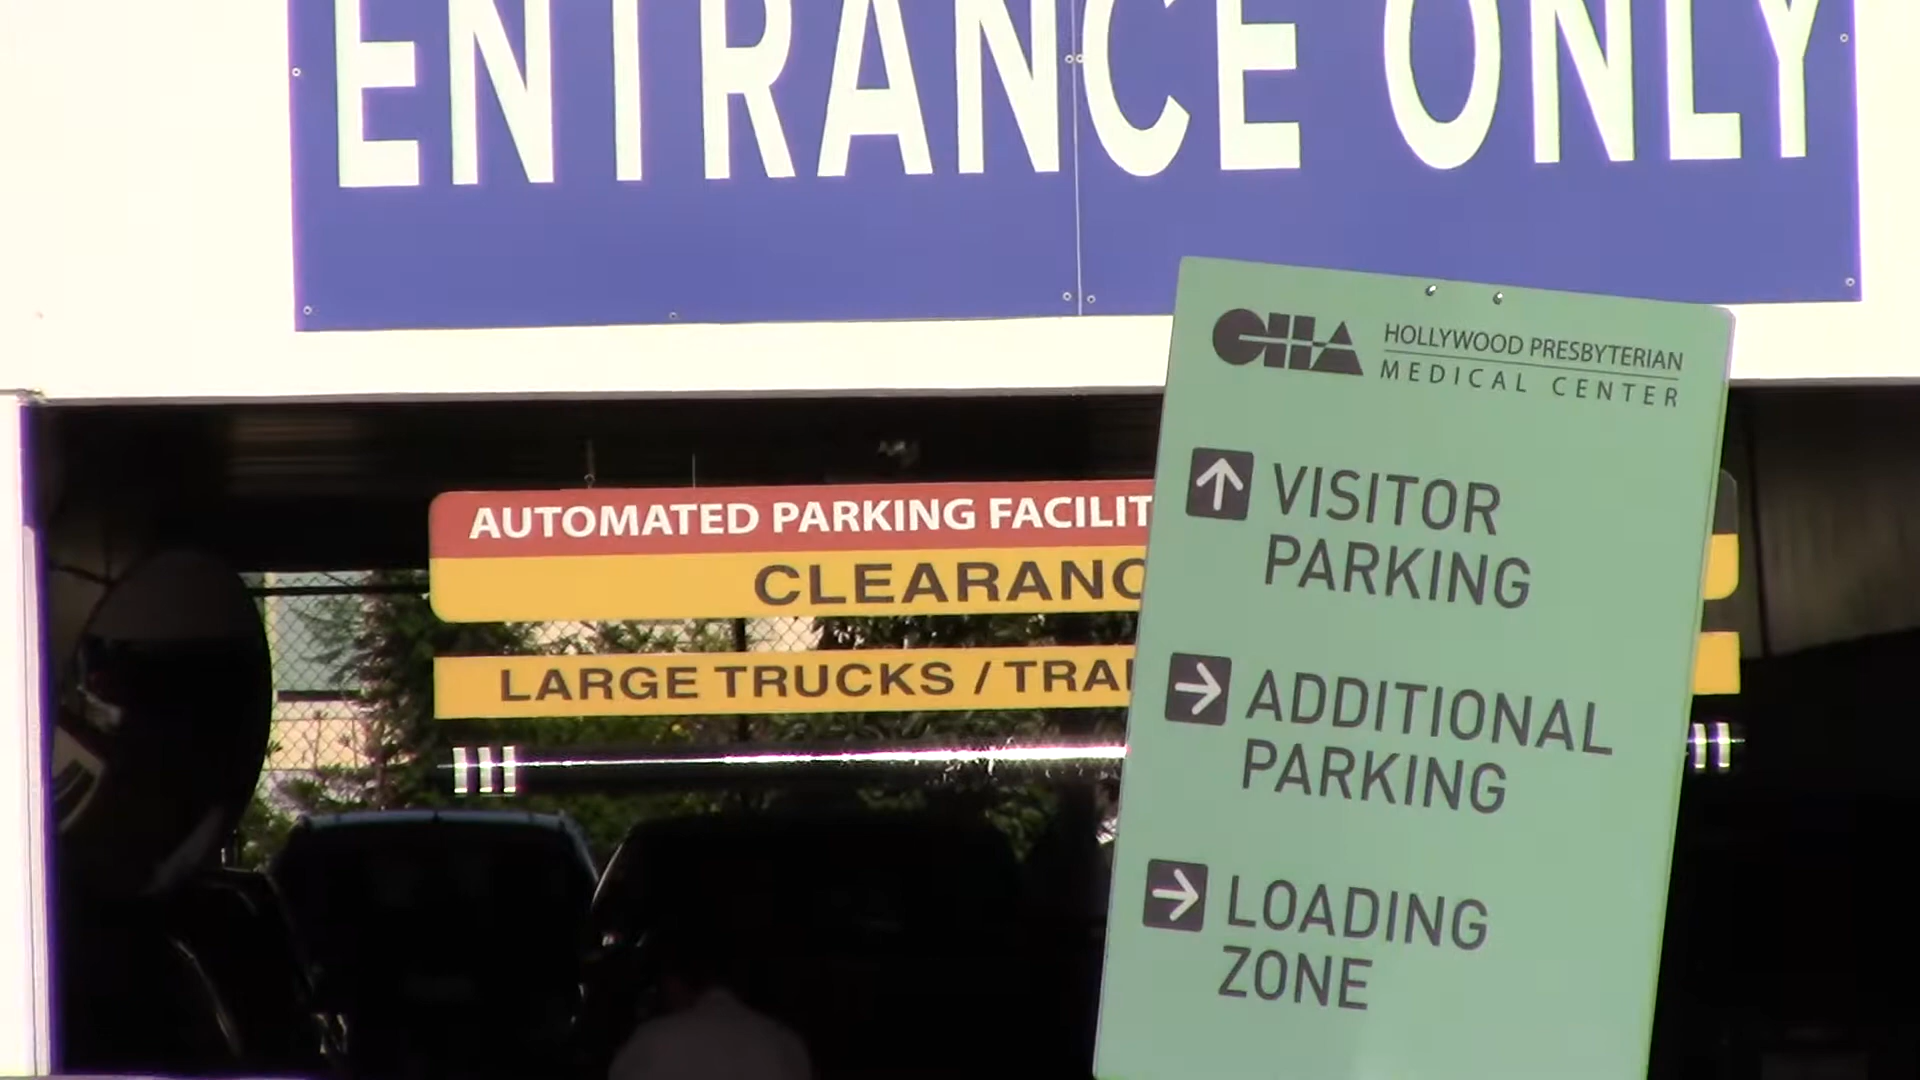 ENTRANCE ONLY
CHA HOLLYWOOD PRESBYTERIAN
MEDICAL CENTER
VISITOR
PARKING
ADDITIONAL
PARKING
LOADING
ZONE
AUTOMATED PARKING FACILIT
CLEARANC
LARGE TRUCKS / TRAI